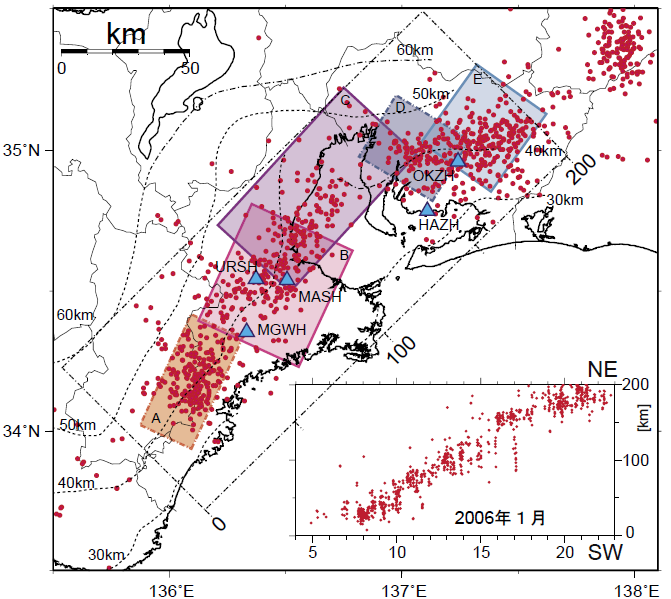 km
0 50
60km
50km
C
D
E
35°N
OKZH
40km
200
30km
HAZH
URSH
B
MASH
MGWH
60km
100
NE
200
A
50km
34°N
[km]
100
40km
0
2006年1月
0
30km
5 10 15 20 SW
136°E 137°E 138°E